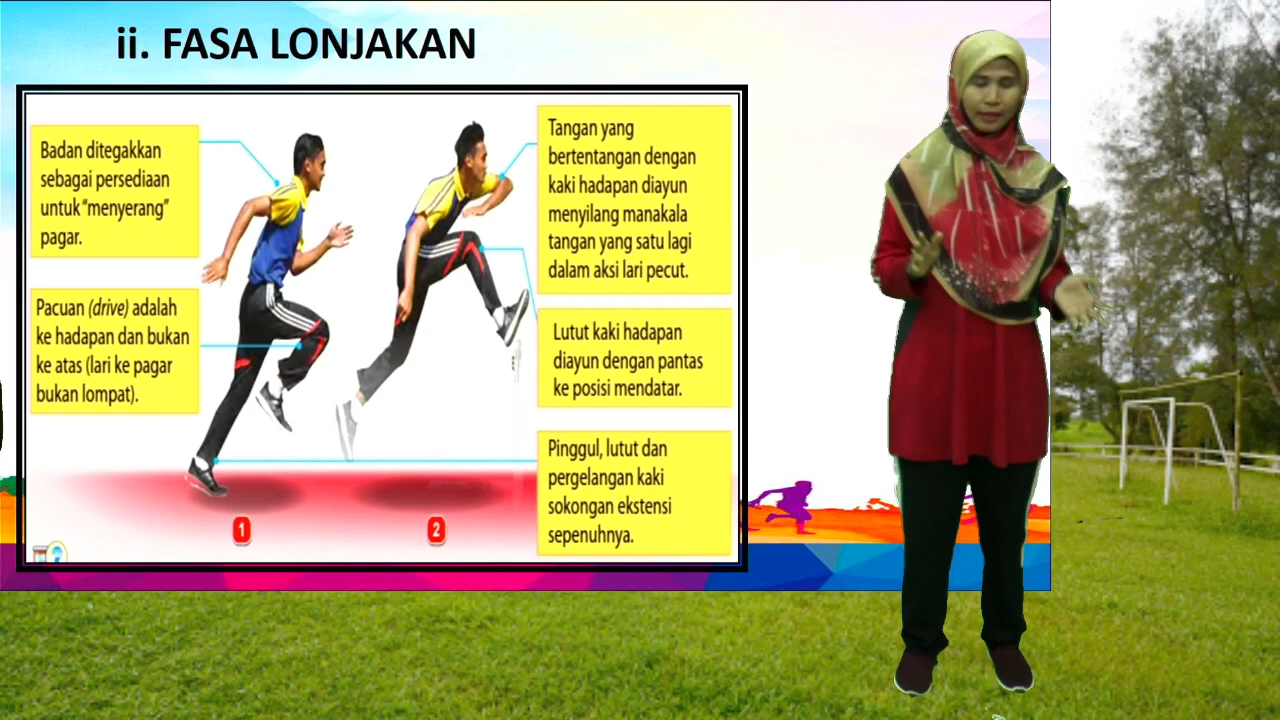 ii. FASA LONJAKAN
Badan ditegakkan
sebagai persediaan
untuk “menyerang”
pagar.
Pacuan (drive) adalah
ke hadapan dan bukan
ke atas (lari ke pagar
bukan lompat).
Tangan yang
bertentangan dengan
kaki hadapan diayun
menyilang manakala
tangan yang satu lagi
dalam aksi lari pecut.
Lutut kaki hadapan
diayun dengan pantas
ke posisi mendatar.
Pinggul, lutut dan
pergelangan kaki
sokongan ekstensi
sepenuhnya.
1
2